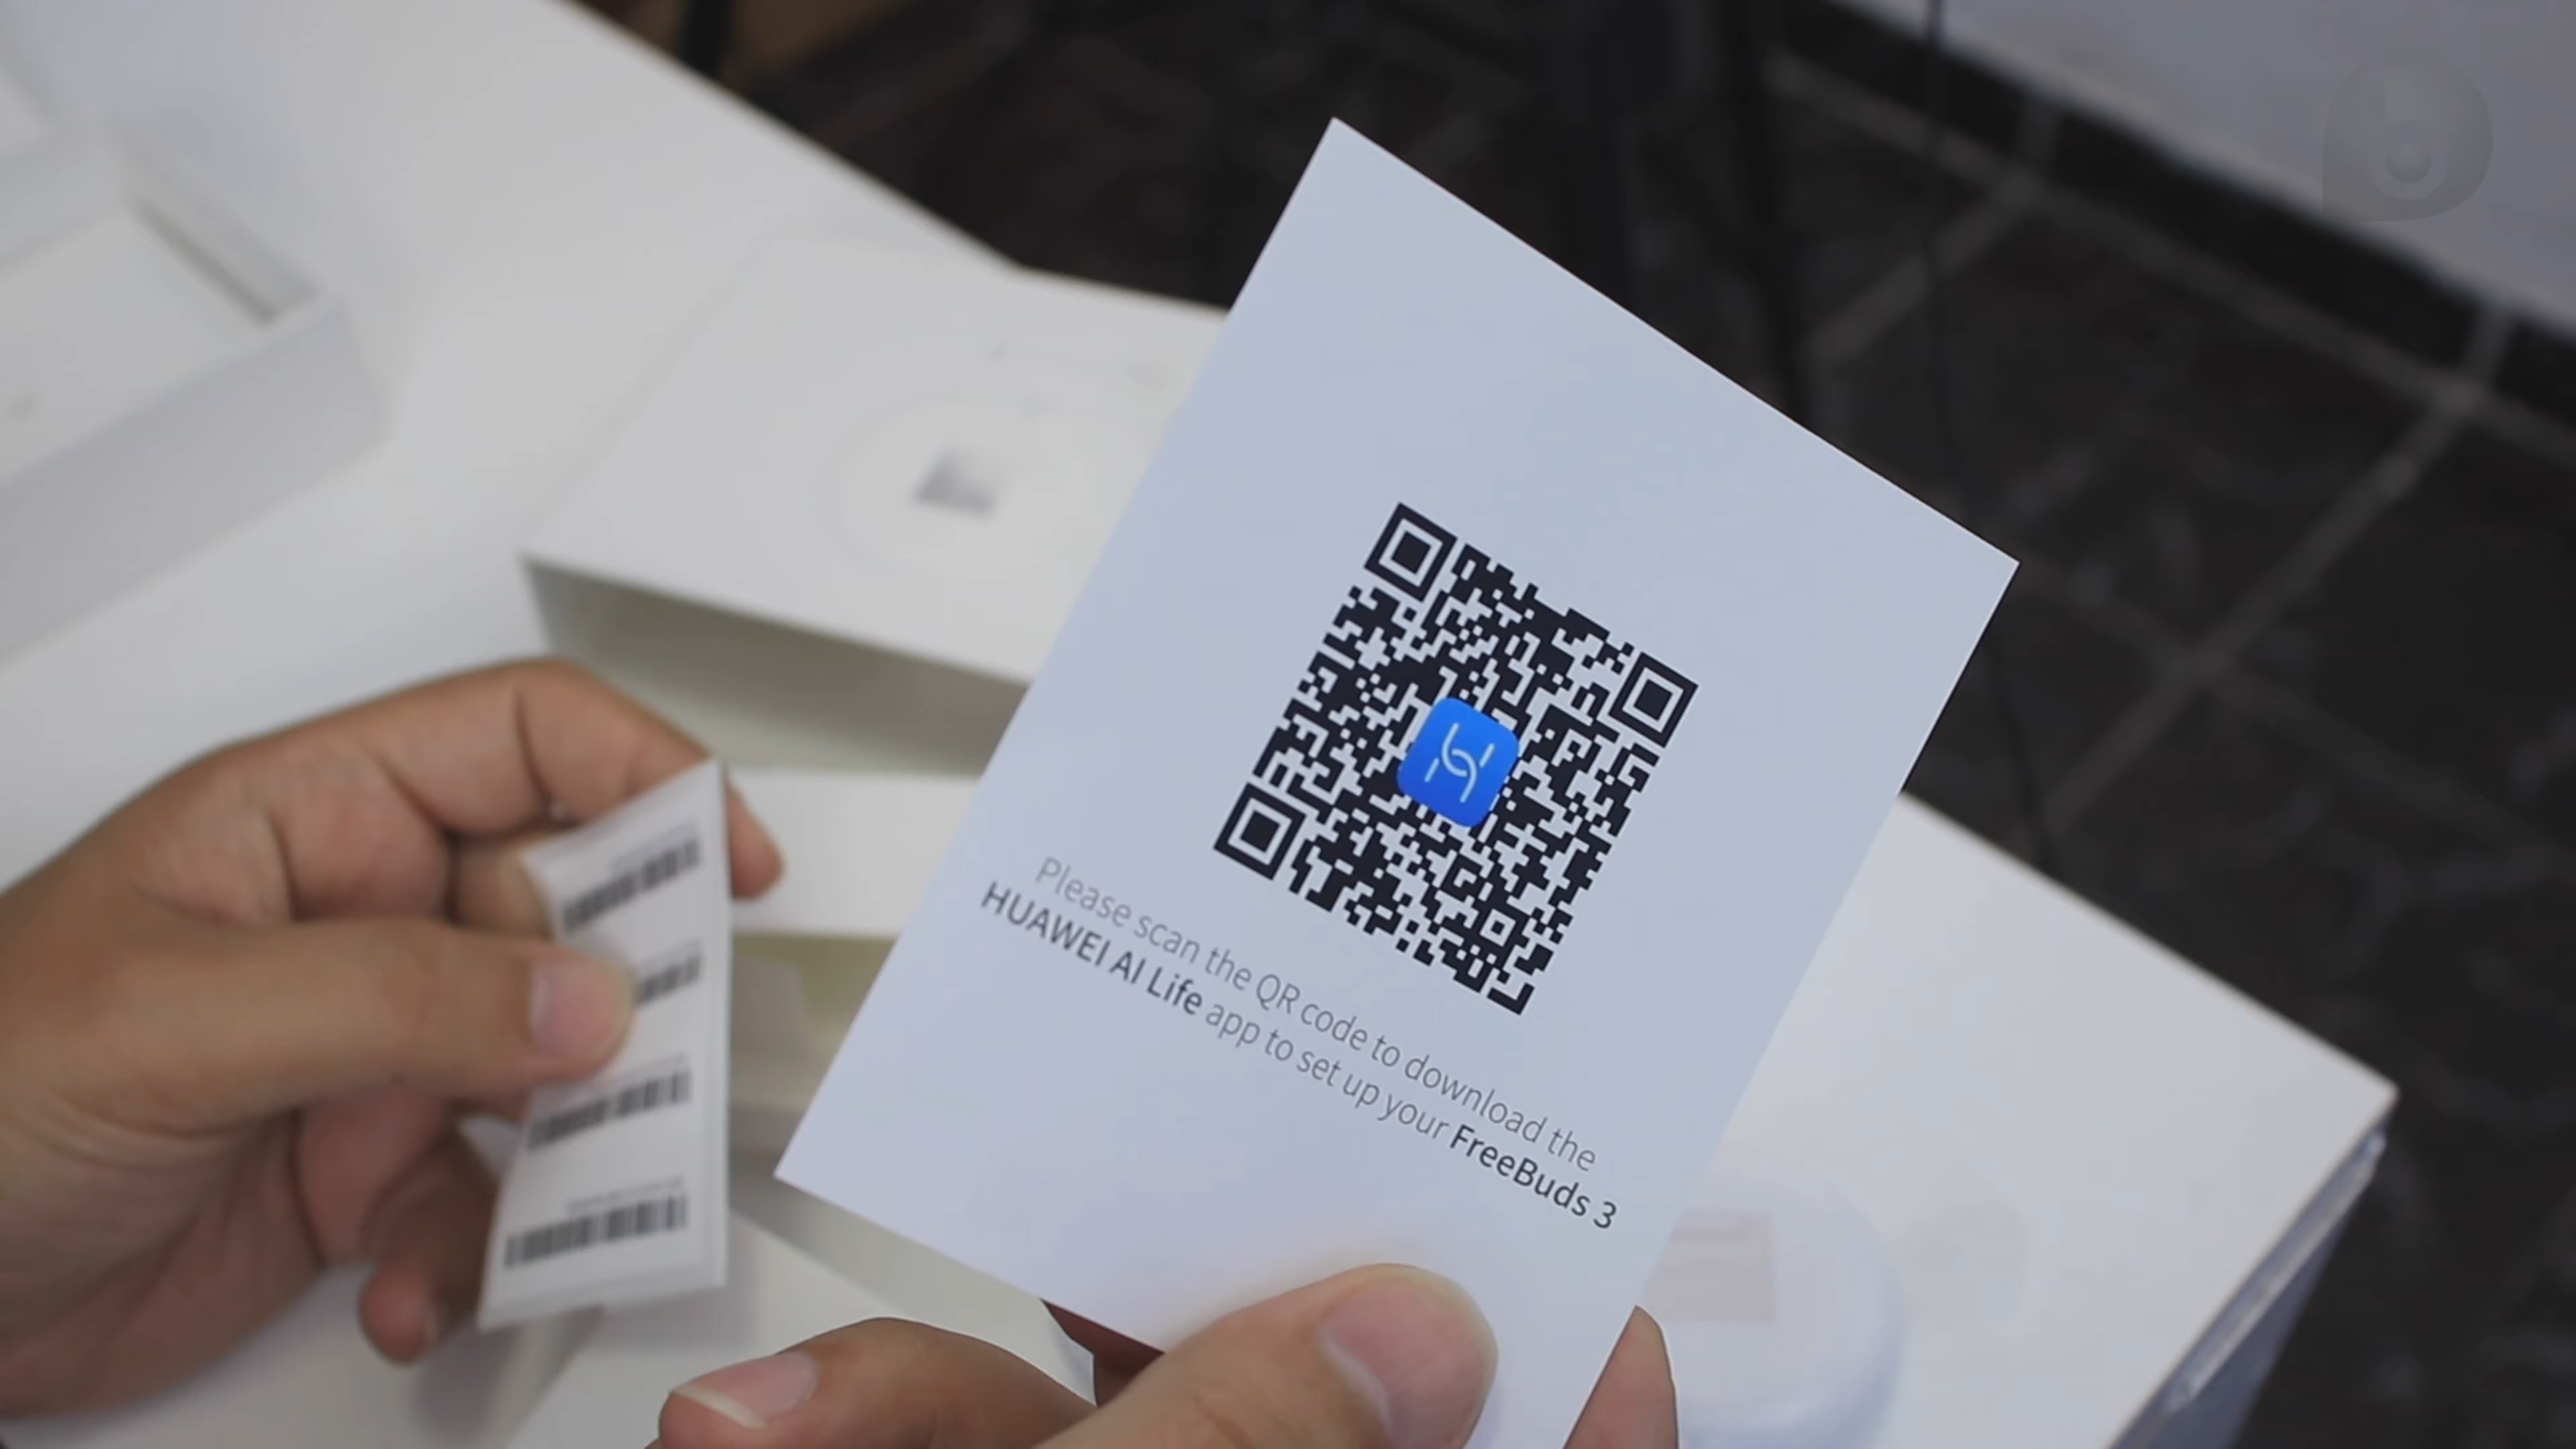 Please scan the QR code to download the
HUAWEI AI Life app to set up your FreeBuds 3